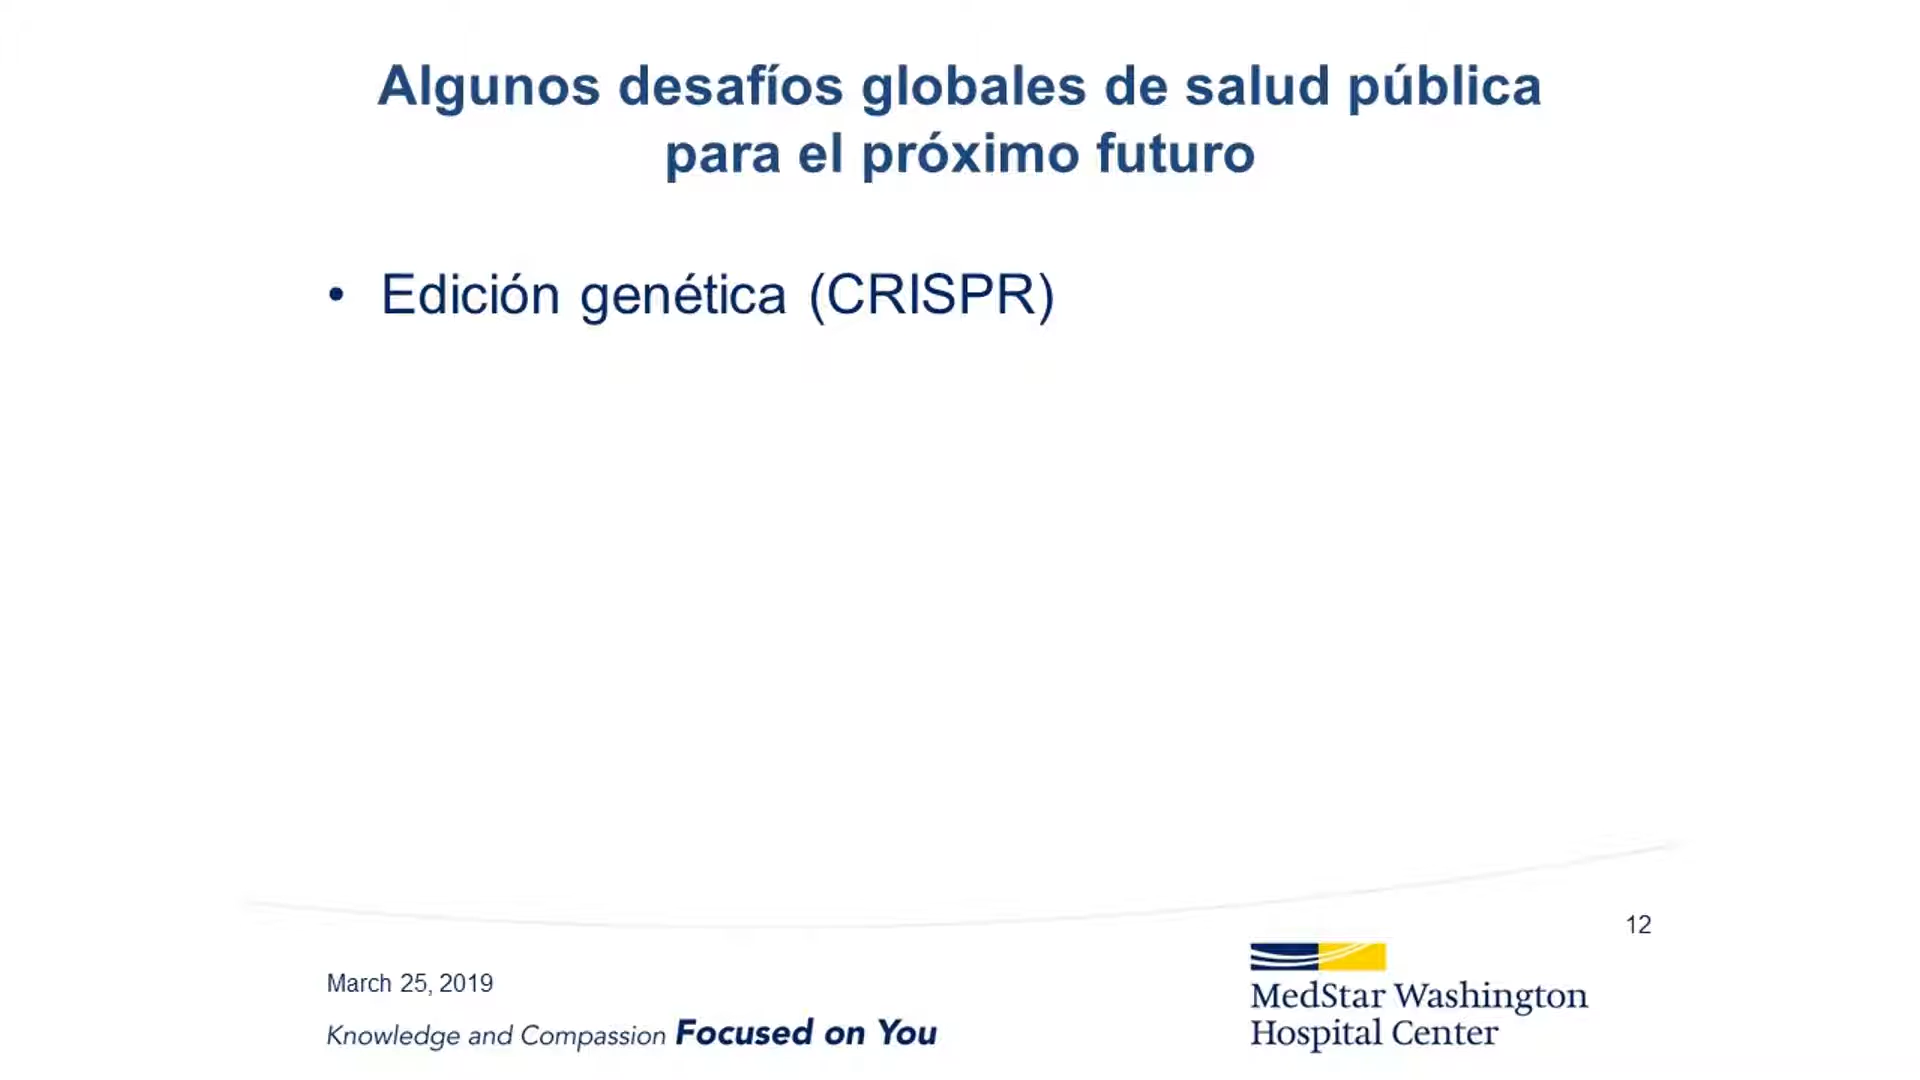 Algunos desafíos globales de salud pública
para el próximo futuro
• Edición genética (CRISPR)
12
March 25, 2019
Knowledge and Compassion Focused on You
MedStar Washington
Hospital Center